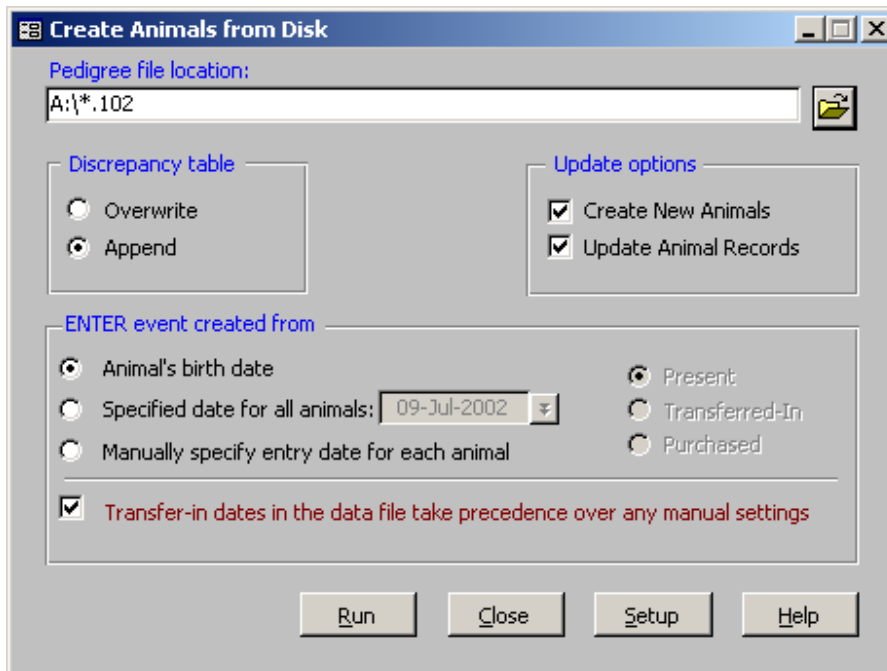 Create Animals from Disk
Pedigree file location:
A:\*.102
Discrepancy table
Overwrite
Append
Update options
Create New Animals
Update Animal Records
ENTER event created from
Animal's birth date
Specified date for all animals: 09-Jul-2002
Manually specify entry date for each animal
Present
Transferred-In
Purchased
Transfer-in dates in the data file take precedence over any manual settings
Run Close Setup Help